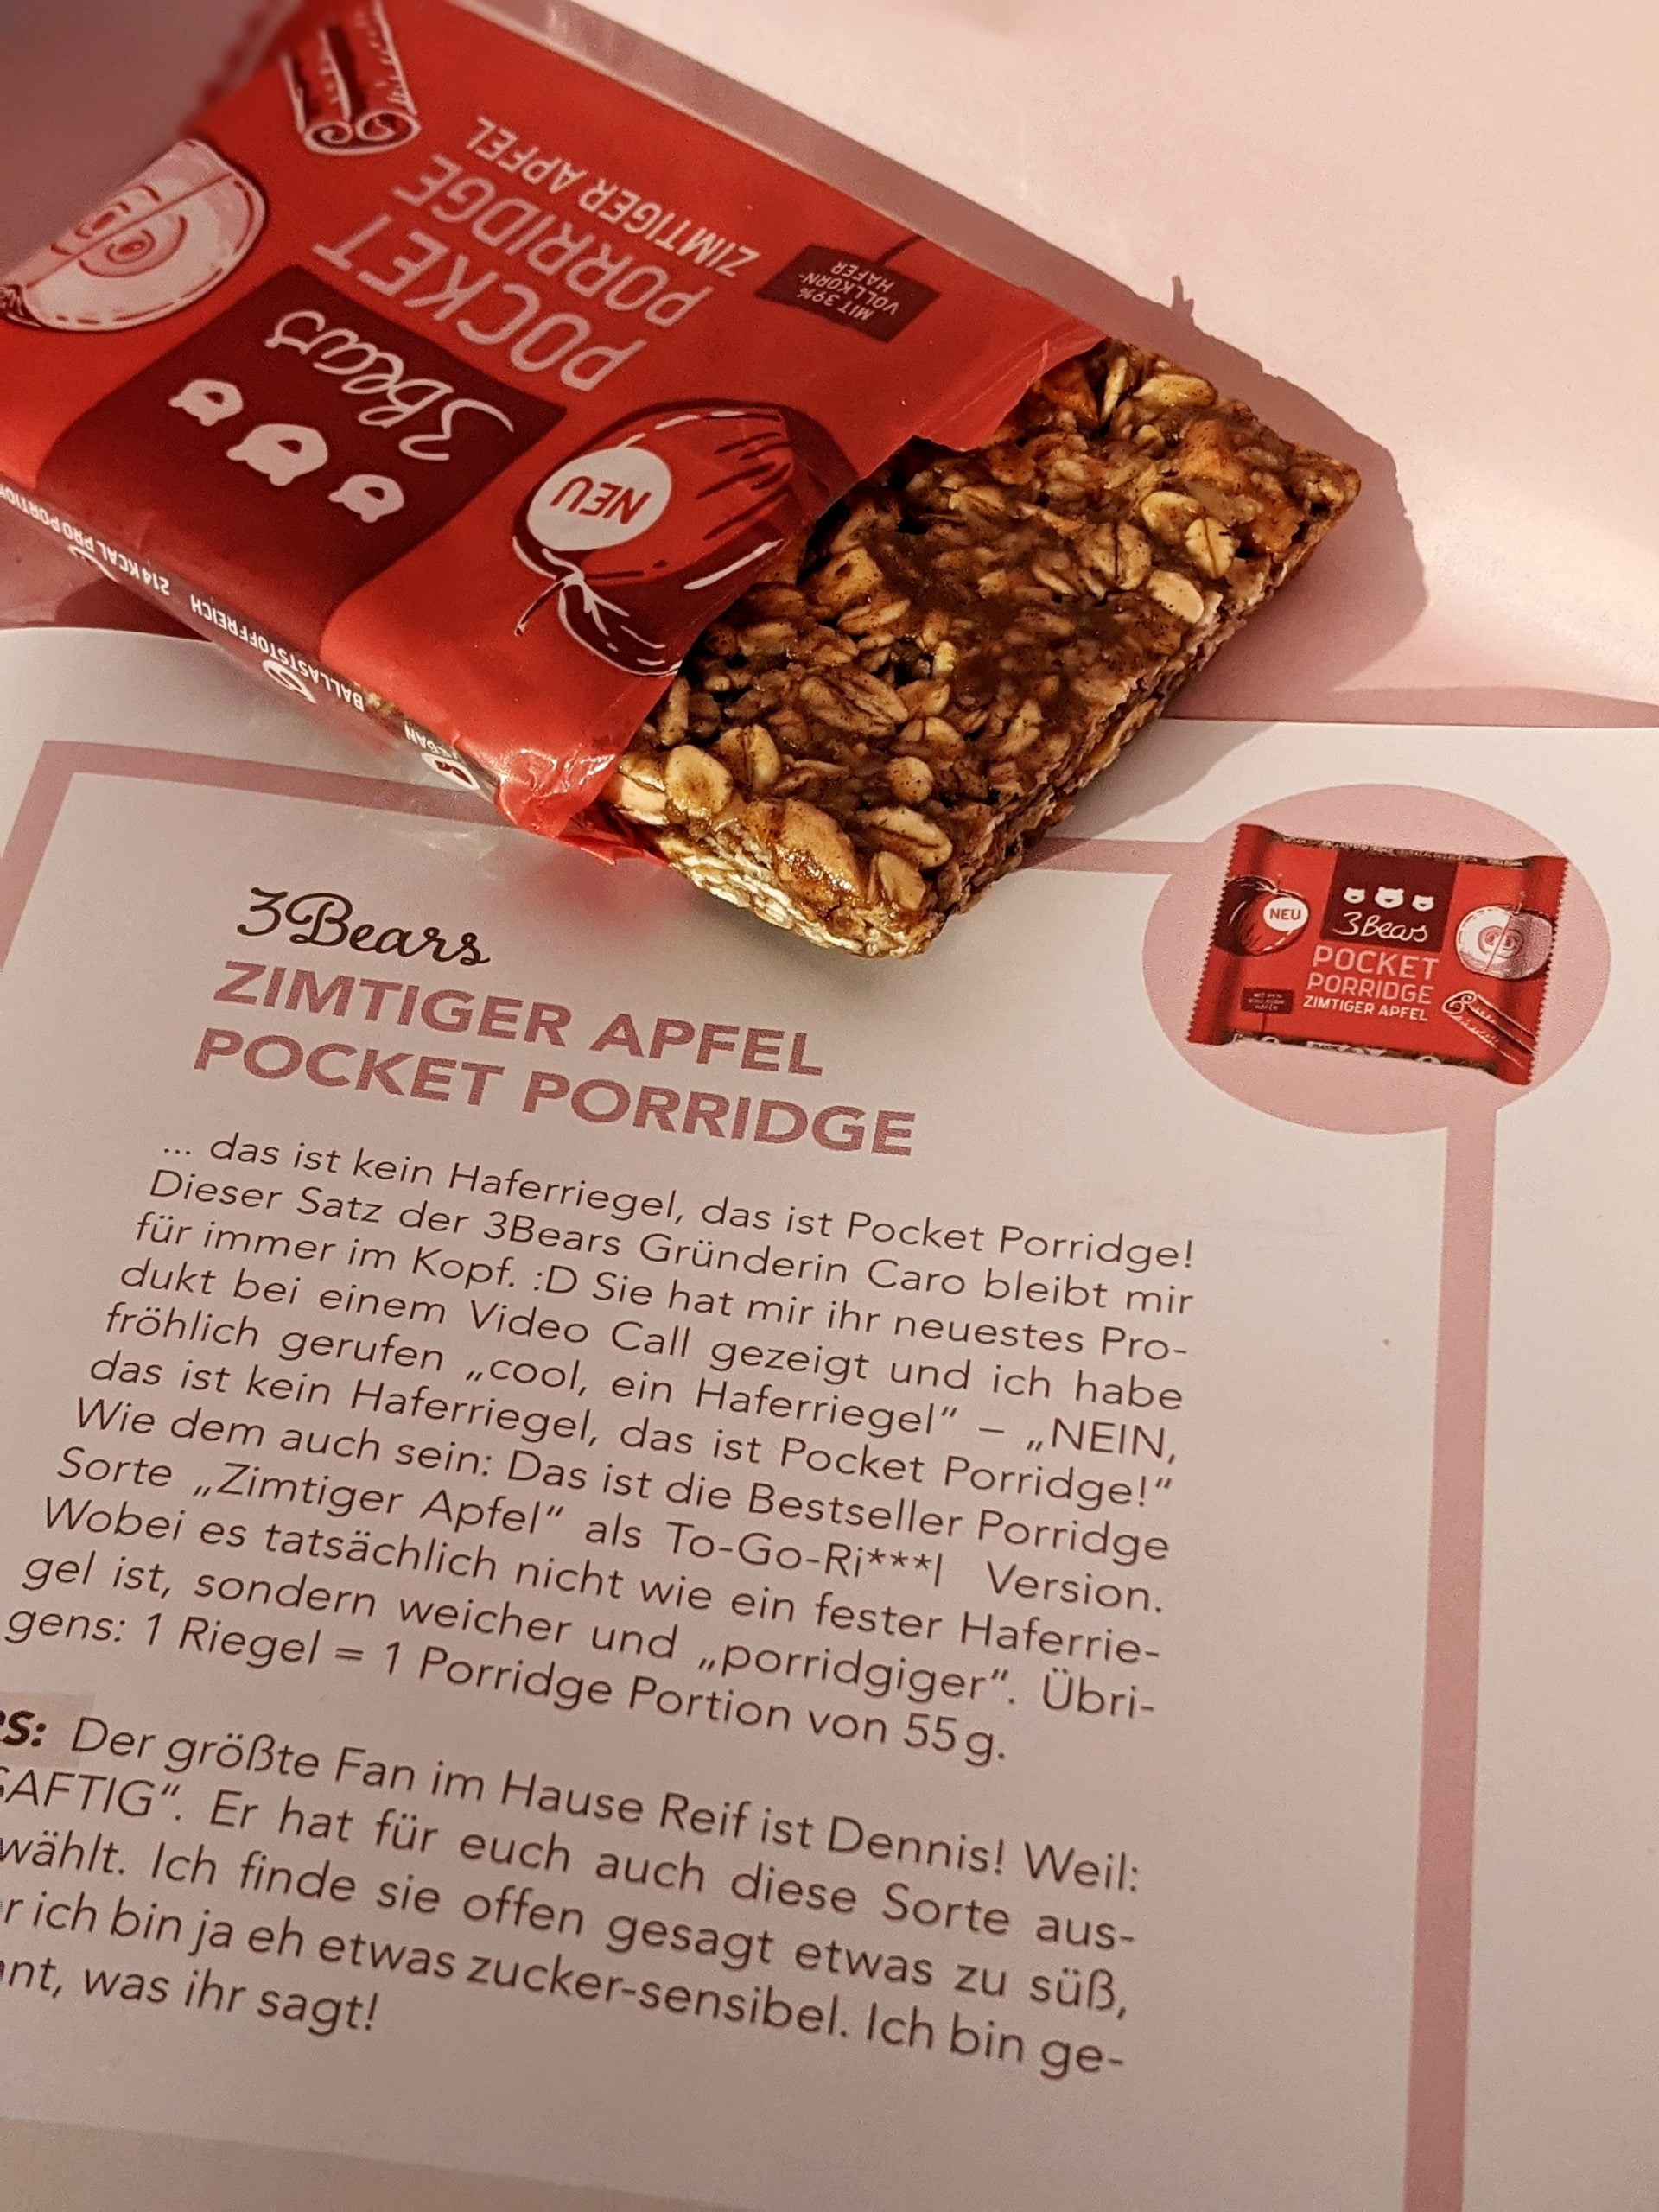 3Bears
POCKET
PORRIDGE
ZIMTIGER APFEL
MIT 39%
VOLLKORN-
HAFER
NEU
214 KCAL PRO PORTION
BALLASTSTOFFREICH
VEGAN
3Bears
ZIMTIGER APFEL
POCKET PORRIDGE
NEU
3Bears
POCKET
PORRIDGE
ZIMTIGER APFEL
... das ist kein Haferriegel, das ist Pocket Porridge!
Dieser Satz der 3Bears Gründerin Caro bleibt mir
für immer im Kopf. :D Sie hat mir ihr neuestes Pro-
dukt bei einem Video Call gezeigt und ich habe
fröhlich gerufen „cool, ein Haferriegel“ – „NEIN,
das ist kein Haferriegel, das ist Pocket Porridge!“
Wie dem auch sein: Das ist die Bestseller Porridge
Sorte „Zimtiger Apfel“ als To-Go-Ri***l Version.
Wobei es tatsächlich nicht wie ein fester Haferrie-
gel ist, sondern weicher und „porridgiger“. Übri-
gens: 1 Riegel = 1 Porridge Portion von 55 g.
Der größte Fan im Hause Reif ist Dennis! Weil:
SAFTIG“. Er hat für euch auch diese Sorte aus-
wählt. Ich finde sie offen gesagt etwas zu süß,
ich bin ja eh etwas zucker-sensibel. Ich bin ge-
nt, was ihr sagt!